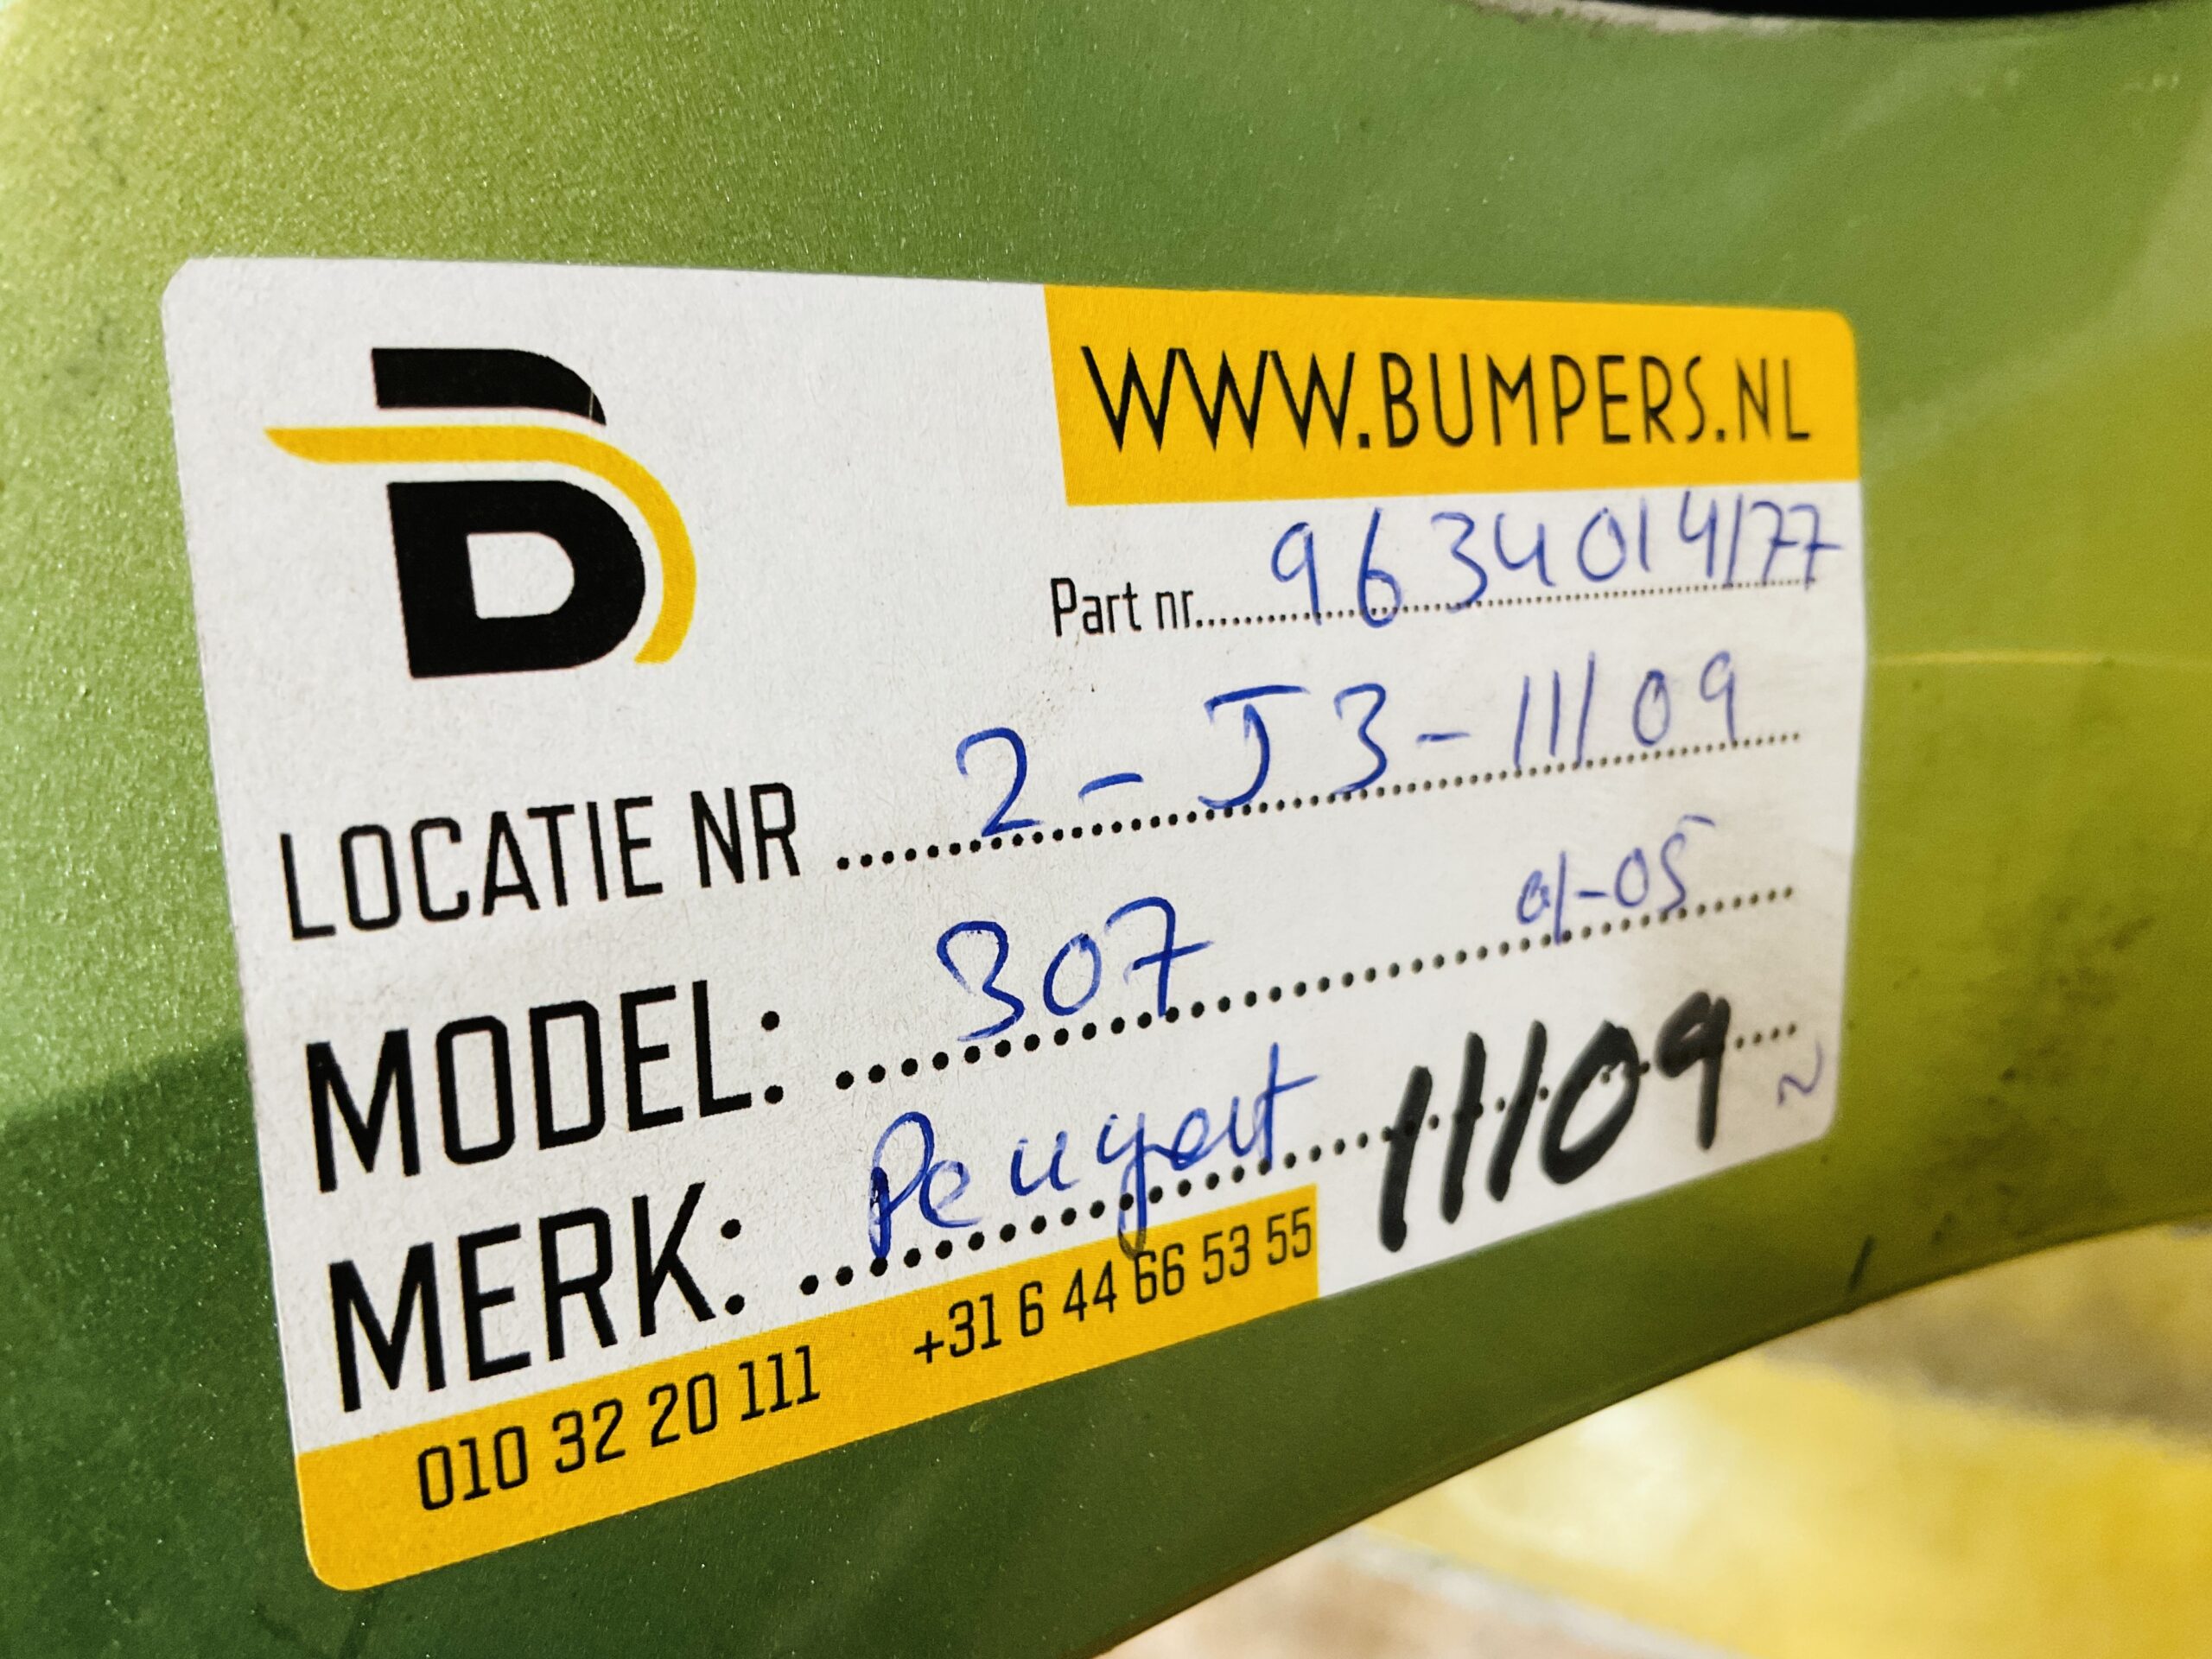 WWW.BUMPERS.NL
Part nr. 9634014177
LOCATIE NR 2-J3-11109
MODEL: 307 01-05
MERK: Peugeot 11109
010 32 20 111 +31 6 44 66 53 55